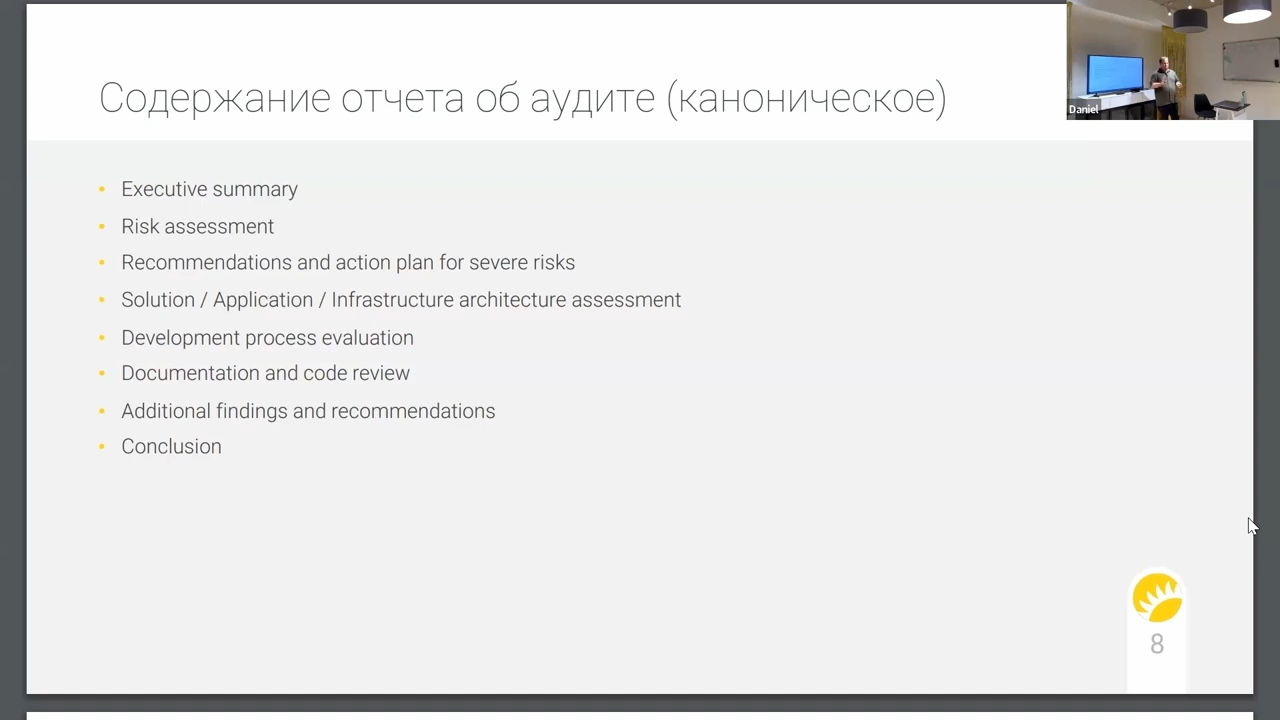 Содержание отчета об аудите (каноническое)
Daniel
Executive summary
Risk assessment
Recommendations and action plan for severe risks
Solution / Application / Infrastructure architecture assessment
Development process evaluation
Documentation and code review
Additional findings and recommendations
Conclusion
8